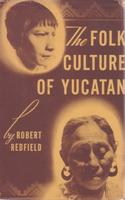 The FOLK
CULTURE
OF YUCATAN
by ROBERT
REDFIELD